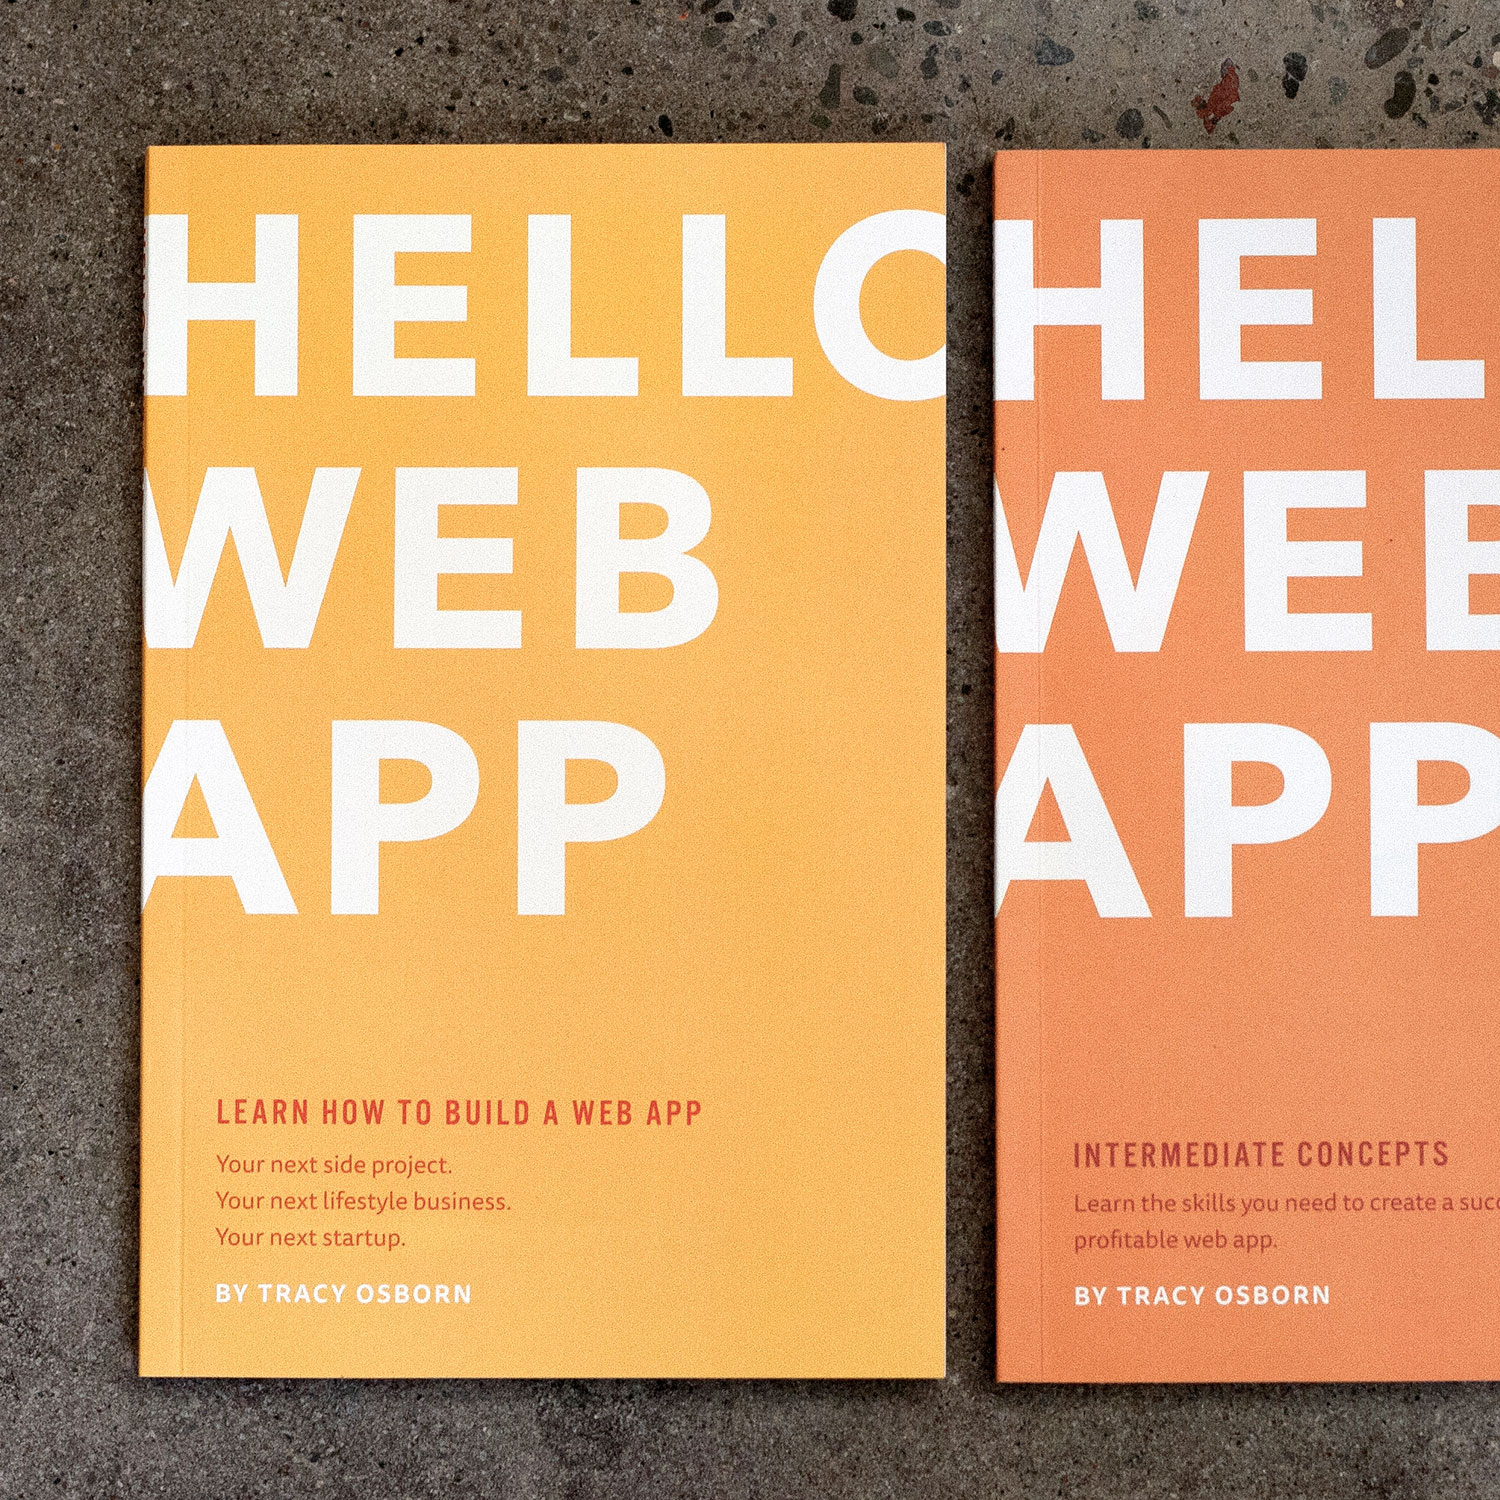 HELLO
WEB
APP
LEARN HOW TO BUILD A WEB APP
Your next side project.
Your next lifestyle business.
Your next startup.
BY TRACY OSBORN
HEL
WEB
APP
INTERMEDIATE CONCEPTS
Learn the skills you need to create a succ
profitable web app.
BY TRACY OSBORN